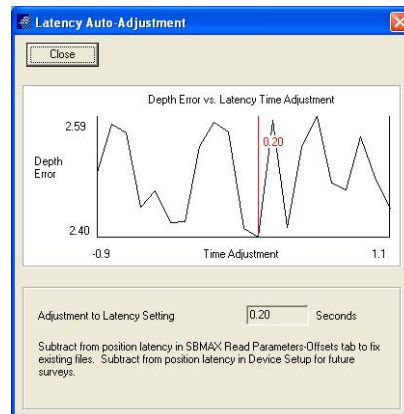 Latency Auto-Adjustment
Close
Depth Error vs. Latency Time Adjustment
2.59
0.20
Depth
Error
2.40
-0.9
Time Adjustment
1.1
Adjustment to Latency Setting
0.20
Seconds
Subtract from position latency in SBMAX Read Parameters-Offsets tab to fix
existing files. Subtract from position latency in Device Setup for future
surveys.